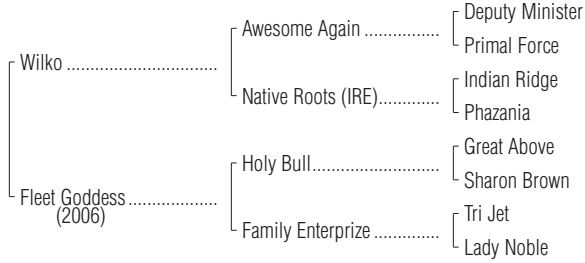 Deputy Minister
Awesome Again ................
Primal Force
Wilko ................................
Indian Ridge
Native Roots (IRE).............
Phazania
Great Above
Holy Bull...........................
Sharon Brown
Fleet Goddess...................
(2006)
Tri Jet
Family Enterprize ..............
Lady Noble